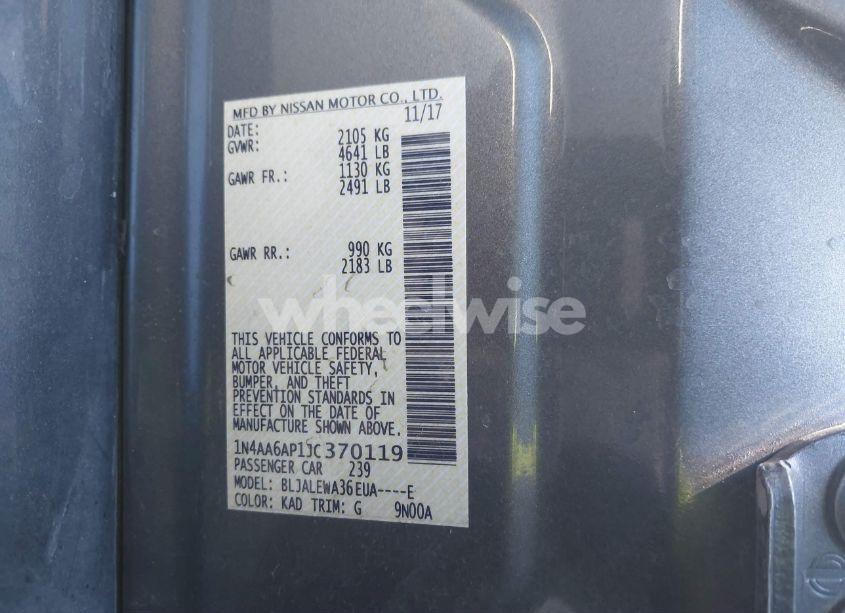 MFD BY NISSAN MOTOR CO., LTD.
DATE: 11/17
GVWR: 2105 KG
4641 LB
GAWR FR.: 1130 KG
2491 LB
GAWR RR.: 990 KG
2183 LB
wheelwise
THIS VEHICLE CONFORMS TO
ALL APPLICABLE FEDERAL
MOTOR VEHICLE SAFETY,
BUMPER, AND THEFT
PREVENTION STANDARDS IN
EFFECT ON THE DATE OF
MANUFACTURE SHOWN ABOVE.
1N4AA6AP1JC370119
PASSENGER CAR 239
MODEL: BLJALEWA36EUA----E
COLOR: KAD TRIM: G 9N00A